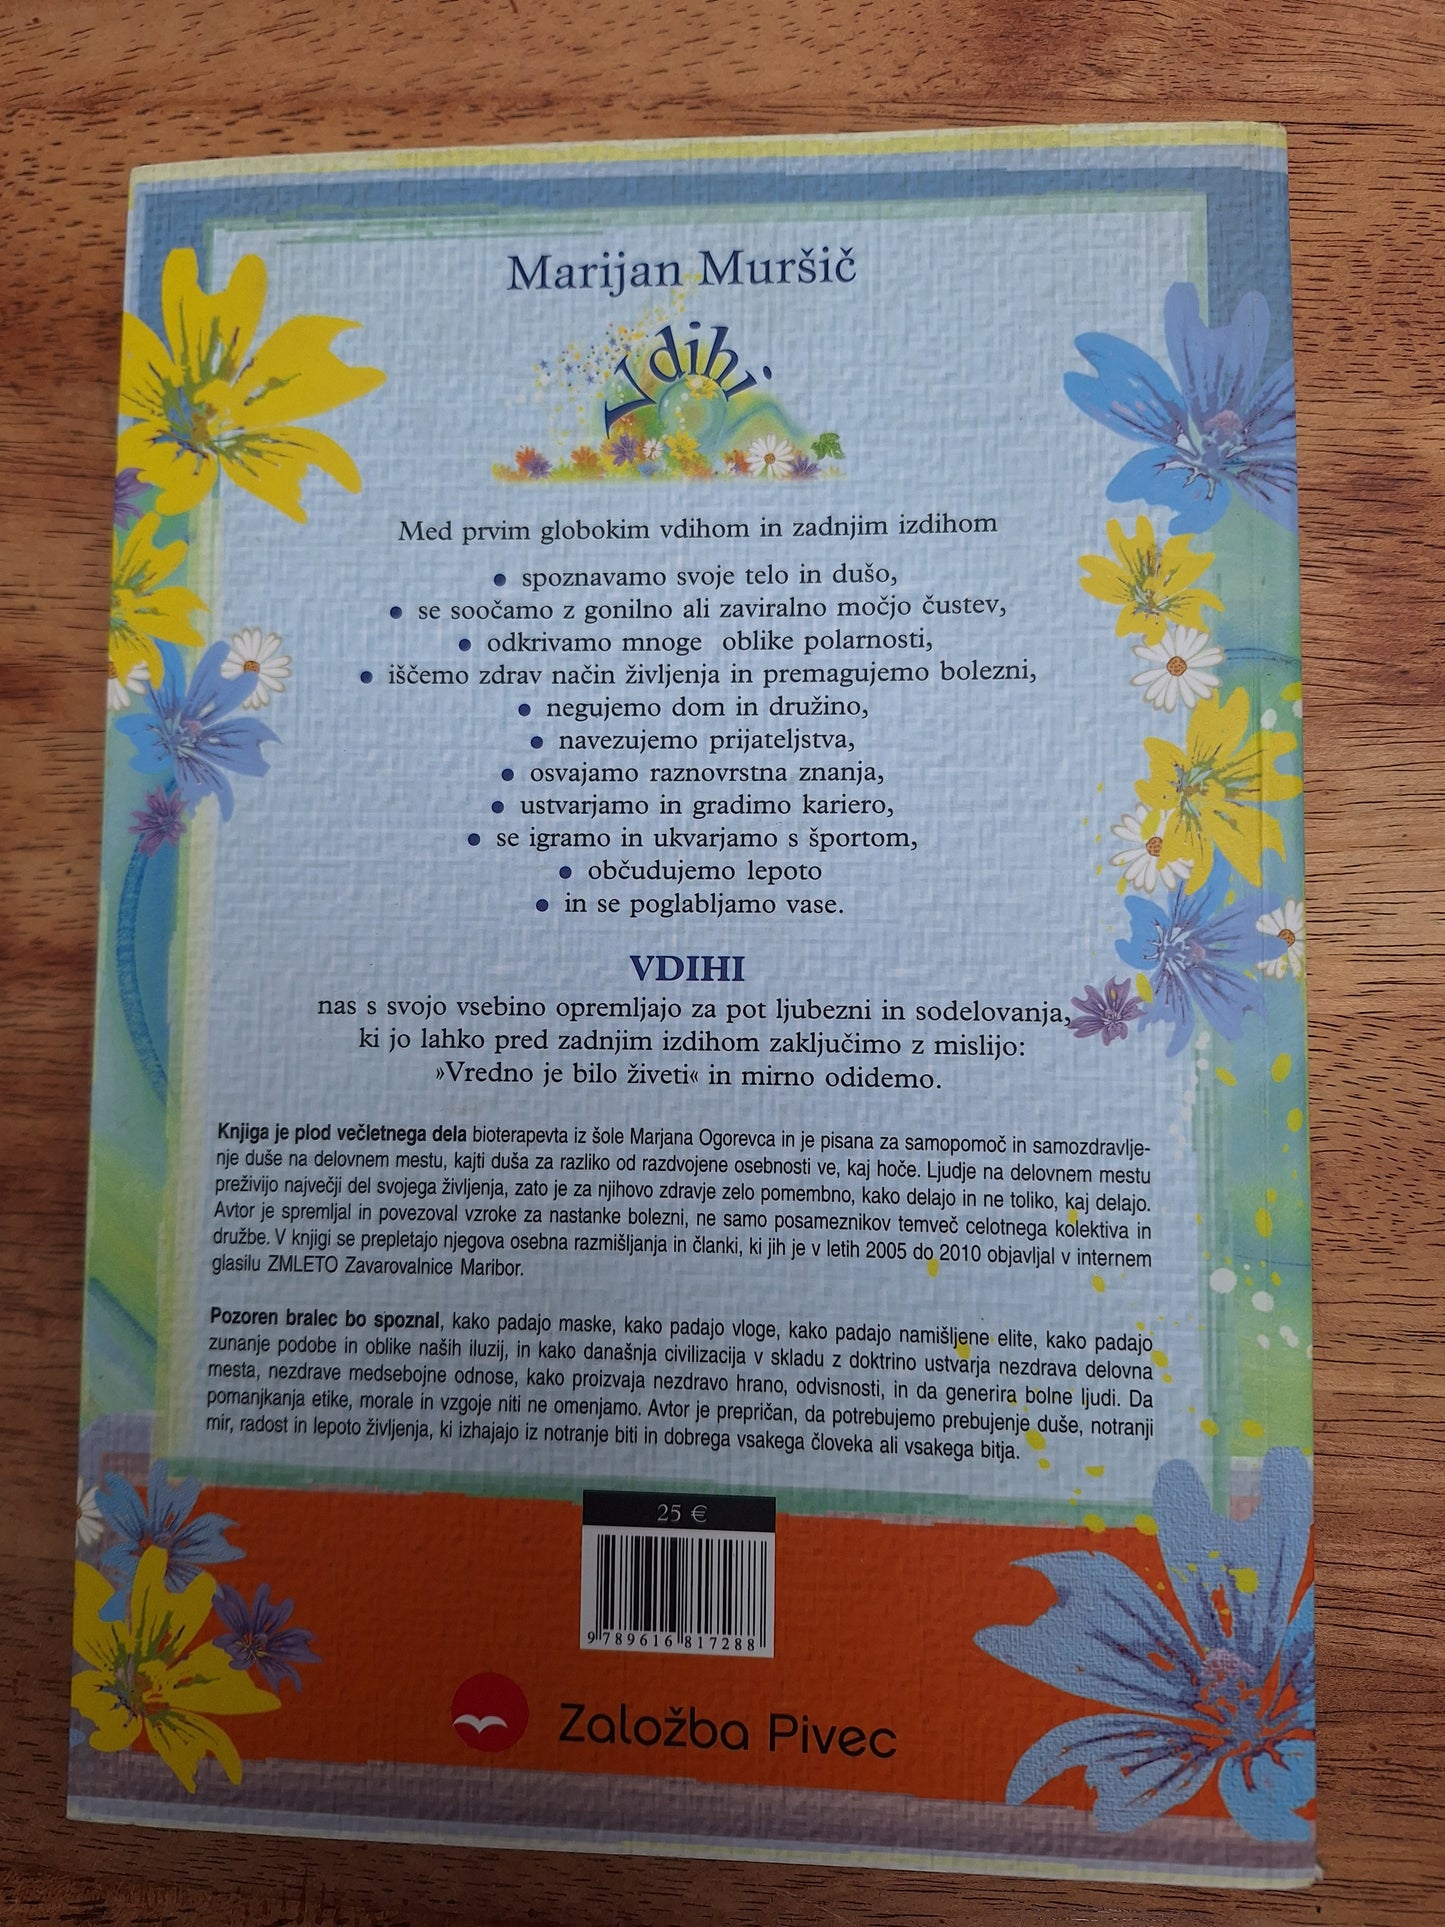 Marijan Muršič
Vdihi
Med prvim globokim vdihom in zadnjim izdihom
• spoznavamo svoje telo in dušo,
• se soočamo z gonilno ali zaviralno močjo čustev,
• odkrivamo mnoge oblike polarnosti,
• iščemo zdrav način življenja in premagujemo bolezni,
• negujemo dom in družino,
• navezujemo prijateljstva,
• osvajamo raznovrstna znanja,
• ustvarjamo in gradimo kariero,
• se igramo in ukvarjamo s športom,
• občudujemo lepoto
• in se poglabljamo vase.
VDIHI
nas s svojo vsebino opremljajo za pot ljubezni in sodelovanja,
ki jo lahko pred zadnjim izdihom zaključimo z mislijo:
»Vredno je bilo živeti« in mirno odidemo.
Knjiga je plod večletnega dela bioterapevta iz šole Marjana Ogorevca in je pisana za samopomoč in samozdravlje-
nje duše na delovnem mestu, kajti duša za razliko od razdvojene osebnosti ve, kaj hoče. Ljudje na delovnem mestu
preživijo največji del svojega življenja, zato je za njihovo zdravje zelo pomembno, kako delajo in ne toliko, kaj delajo.
Avtor je spremljal in povezoval vzroke za nastanke bolezni, ne samo posameznikov temveč celotnega kolektiva in
družbe. V knjigi se prepletajo njegova osebna razmišljanja in članki, ki jih je v letih 2005 do 2010 objavljal v internem
glasilu ZMLETO Zavarovalnice Maribor.
Pozoren bralec bo spoznal, kako padajo maske, kako padajo vloge, kako padajo namišljene elite, kako padajo
zunanje podobe in oblike naših iluzij, in kako današnja civilizacija v skladu z doktrino ustvarja nezdrava delovna
mesta, nezdrave medsebojne odnose, kako proizvaja nezdravo hrano, odvisnosti, in da generira bolne ljudi. Da
pomanjkanja etike, morale in vzgoje niti ne omenjamo. Avtor je prepričan, da potrebujemo prebujenje duše, notranji
mir, radost in lepoto življenja, ki izhajajo iz notranje biti in dobrega vsakega človeka ali vsakega bitja.
25 €
9 789616 817288
Založba Pivec